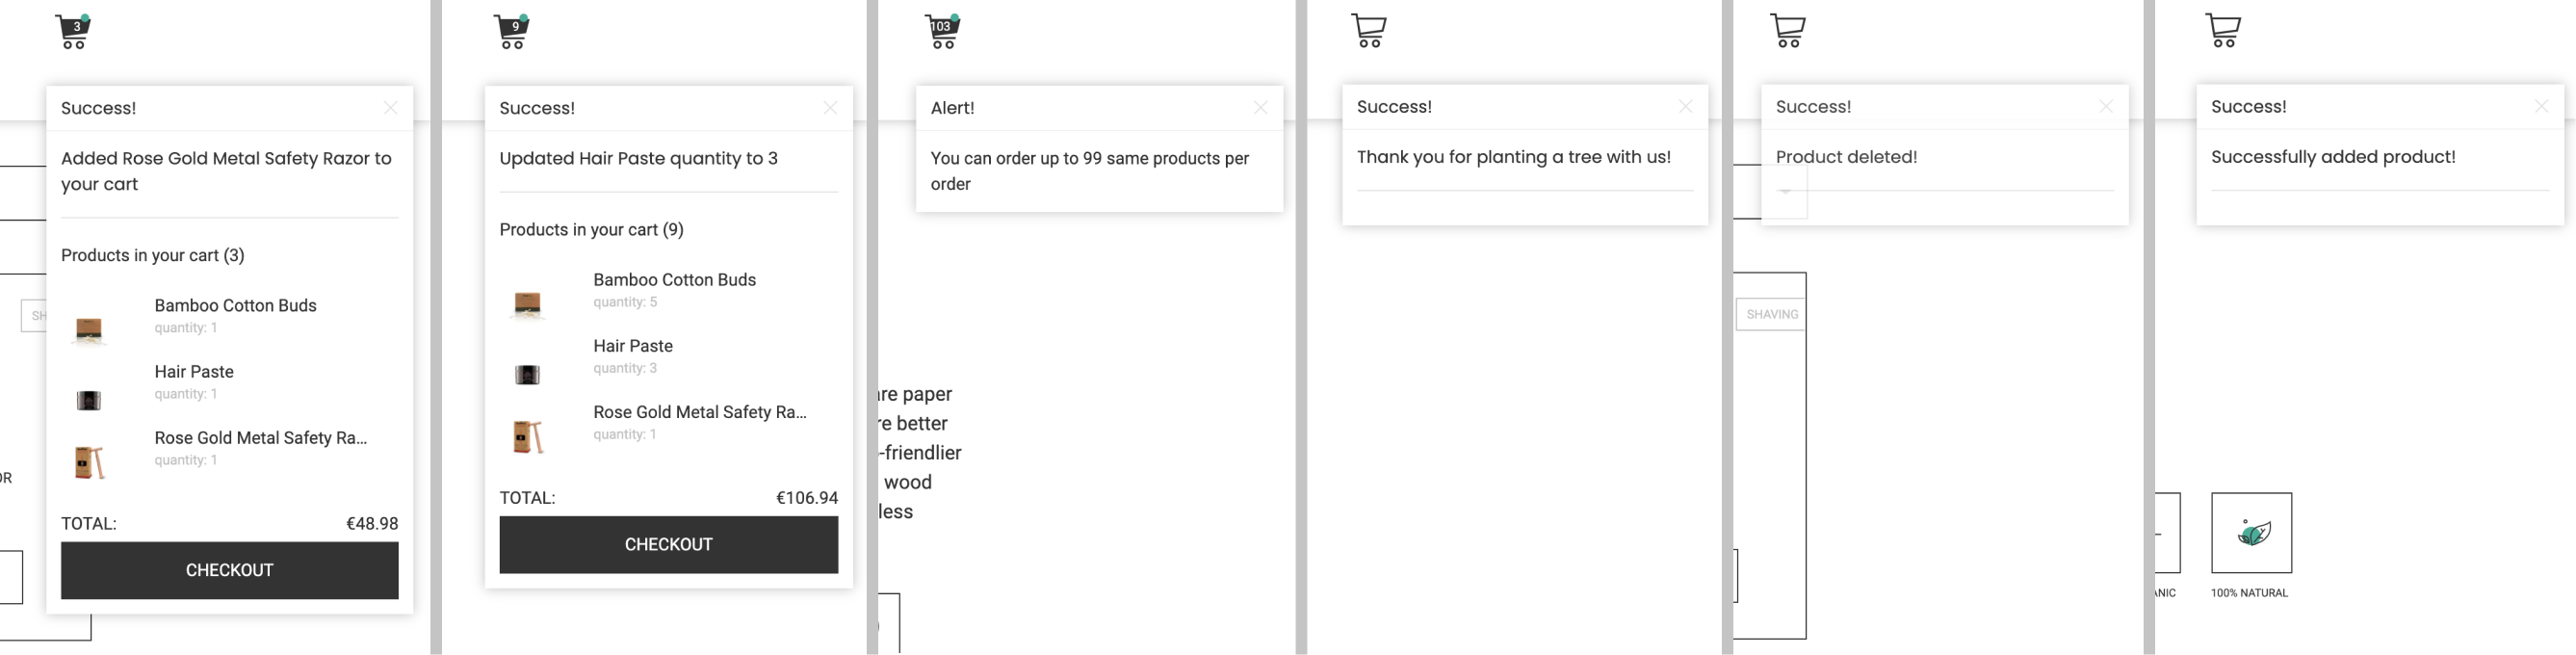 3
Success!
Added Rose Gold Metal Safety Razor to
your cart
Products in your cart (3)
SH
Bamboo Cotton Buds
quantity: 1
Hair Paste
quantity: 1
Rose Gold Metal Safety Ra...
quantity: 1
OR
TOTAL: €48.98
CHECKOUT
9
Success!
Updated Hair Paste quantity to 3
Products in your cart (9)
Bamboo Cotton Buds
quantity: 5
Hair Paste
quantity: 3
Rose Gold Metal Safety Ra...
quantity: 1
TOTAL: €106.94
CHECKOUT
103
Alert!
You can order up to 99 same products per
order
are paper
re better
-friendlier
wood
less
Success!
Thank you for planting a tree with us!
Success!
Product deleted!
SHAVING
Success!
Successfully added product!
ANIC
100% NATURAL